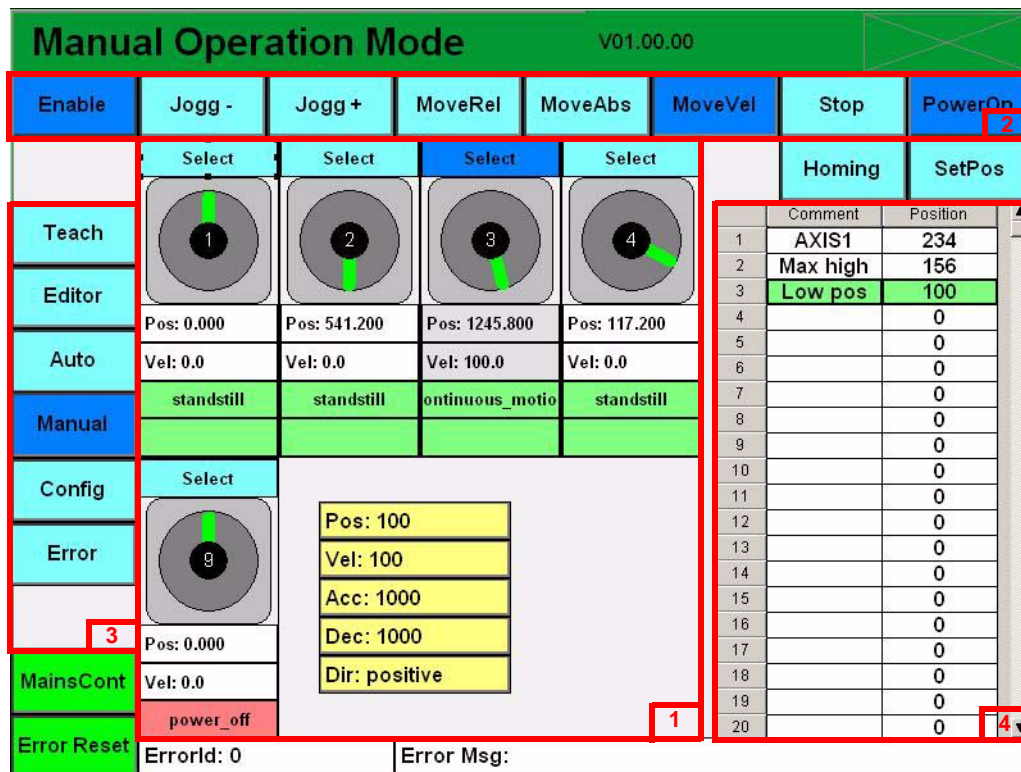 Manual Operation Mode V01.00.00
Enable Jogg - Jogg + MoveRel MoveAbs MoveVel Stop PowerOn
2
Homing SetPos
Select Select Select Select
1 2 3 4
Pos: 0.000 Pos: 541.200 Pos: 1245.800 Pos: 117.200
Vel: 0.0 Vel: 0.0 Vel: 100.0 Vel: 0.0
standstill standstill ontinuous_motio standstill
Teach
Editor
Auto
Manual
Config
Error
3
MainsCont
Error Reset
Select
9
Pos: 0.000
Vel: 0.0
power_off
Pos: 100
Vel: 100
Acc: 1000
Dec: 1000
Dir: positive
1
Comment Position
1 AXIS1 234
2 Max high 156
3 Low pos 100
4 0
5 0
6 0
7 0
8 0
9 0
10 0
11 0
12 0
13 0
14 0
15 0
16 0
17 0
18 0
19 0
20 0
4
ErrorId: 0 Error Msg: